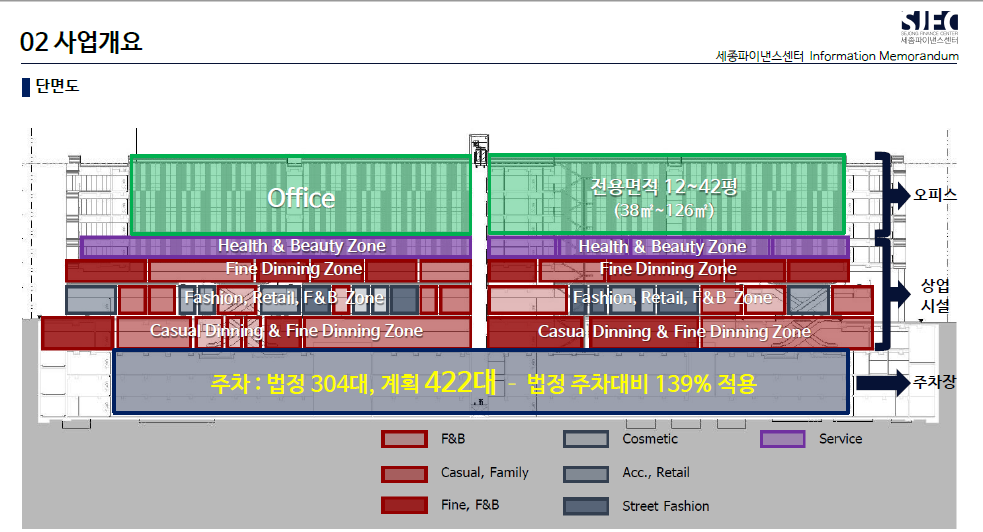 SJFC
SEJONG FINANCE CENTER
세종파이낸스센터
02 사업개요
세종파이낸스센터 Information Memorandum
단면도
Office
전용면적 12~42평
(38㎡~126㎡)
오피스
Health & Beauty Zone
Health & Beauty Zone
Fine Dinning Zone
Fine Dinning Zone
Fashion, Retail, F&B Zone
Fashion, Retail, F&B Zone
상업
시설
Casual Dinning & Fine Dinning Zone
Casual Dinning & Fine Dinning Zone
주차 : 법정 304대, 계획 422대 – 법정 주차대비 139% 적용
주차장
F&B
Cosmetic
Service
Casual, Family
Acc., Retail
Fine, F&B
Street Fashion